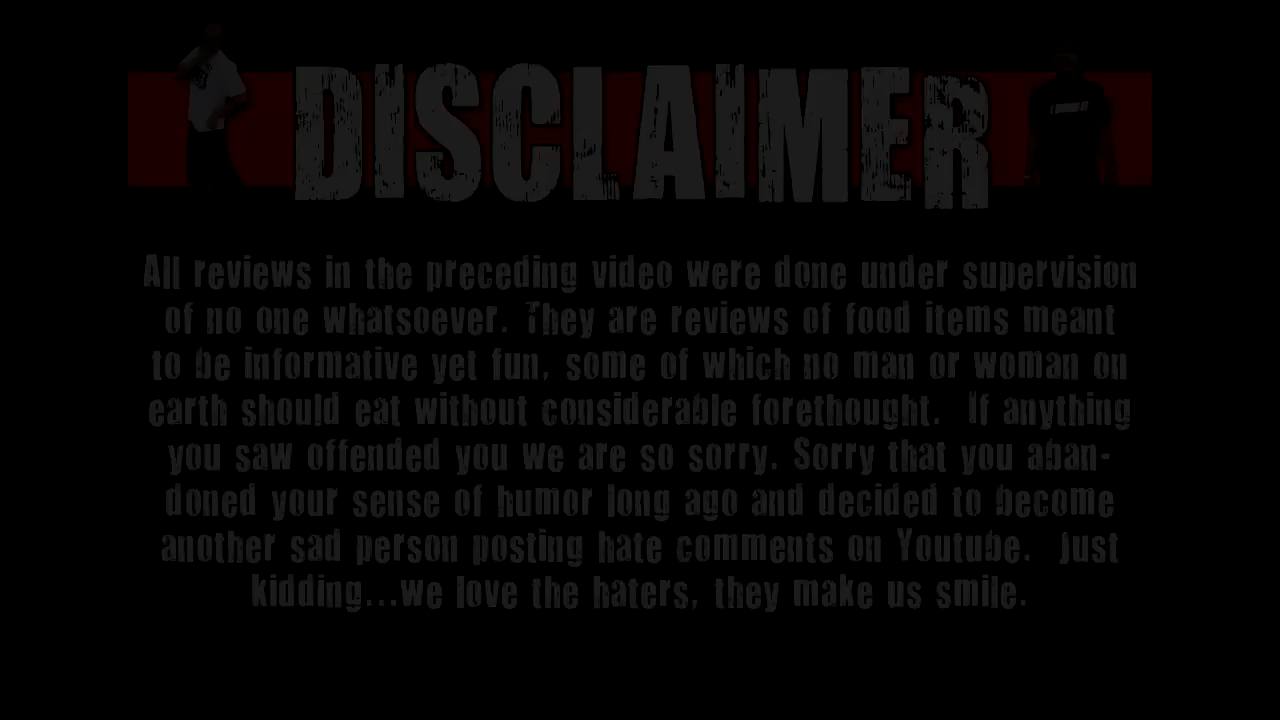 DISCLAIMER
All reviews in the preceding video were done under supervision
of no one whatsoever. They are reviews of food items meant
to be informative yet fun, some of which no man or woman on
earth should eat without considerable forethought. If anything
you saw offended you we are so sorry. Sorry that you aban-
doned your sense of humor long ago and decided to become
another sad person posting hate comments on Youtube. Just
kidding...we love the haters, they make us smile.